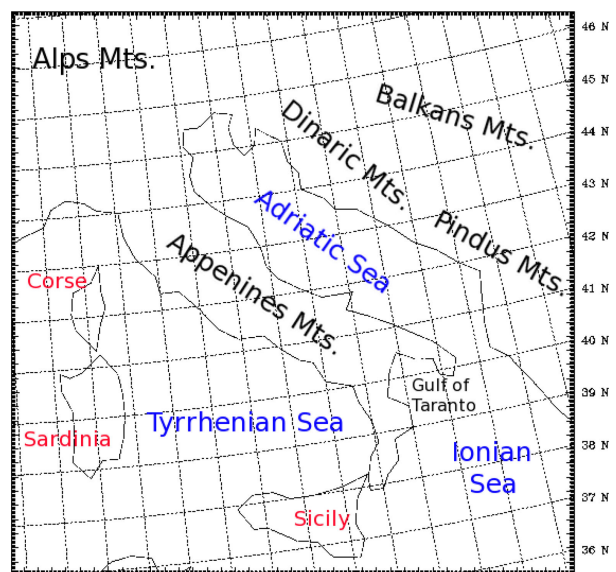 46 N
Alps Mts.
45 N
Balkans Mts.
44 N
Dinaric Mts.
43 N
Adriatic Sea
42 N
Pindus Mts.
Appenines Mts.
41 N
Corse
40 N
39 N
Gulf of
Taranto
Tyrrhenian Sea
38 N
Sardinia
Ionian
Sea
37 N
Sicily
36 N